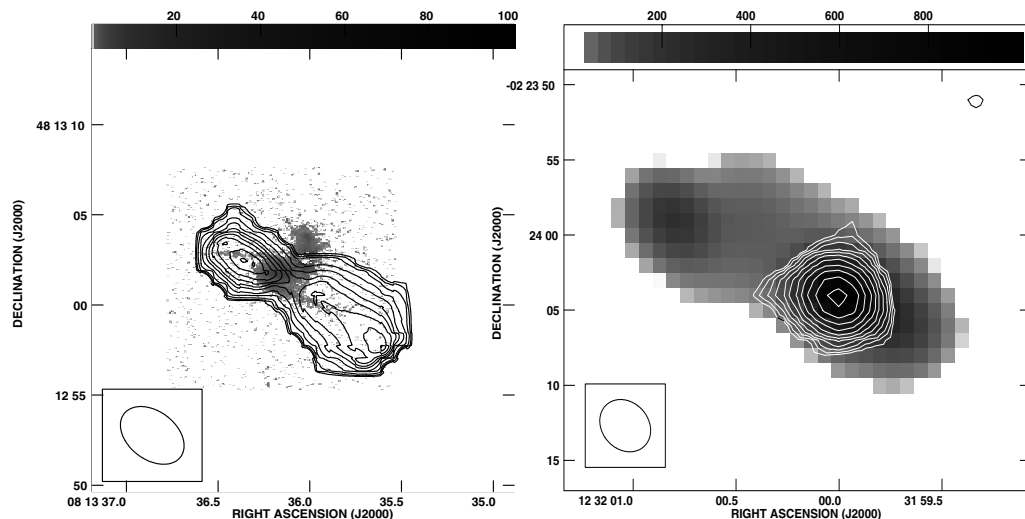 20 40 60 80 100
DECLINATION (J2000)
48 13 10
05
00
12 55
50
08 13 37.0 36.5 36.0 35.5 35.0
RIGHT ASCENSION (J2000)
200 400 600 800
DECLINATION (J2000)
-02 23 50
55
24 00
05
10
15
12 32 01.0 00.5 00.0 31 59.5
RIGHT ASCENSION (J2000)